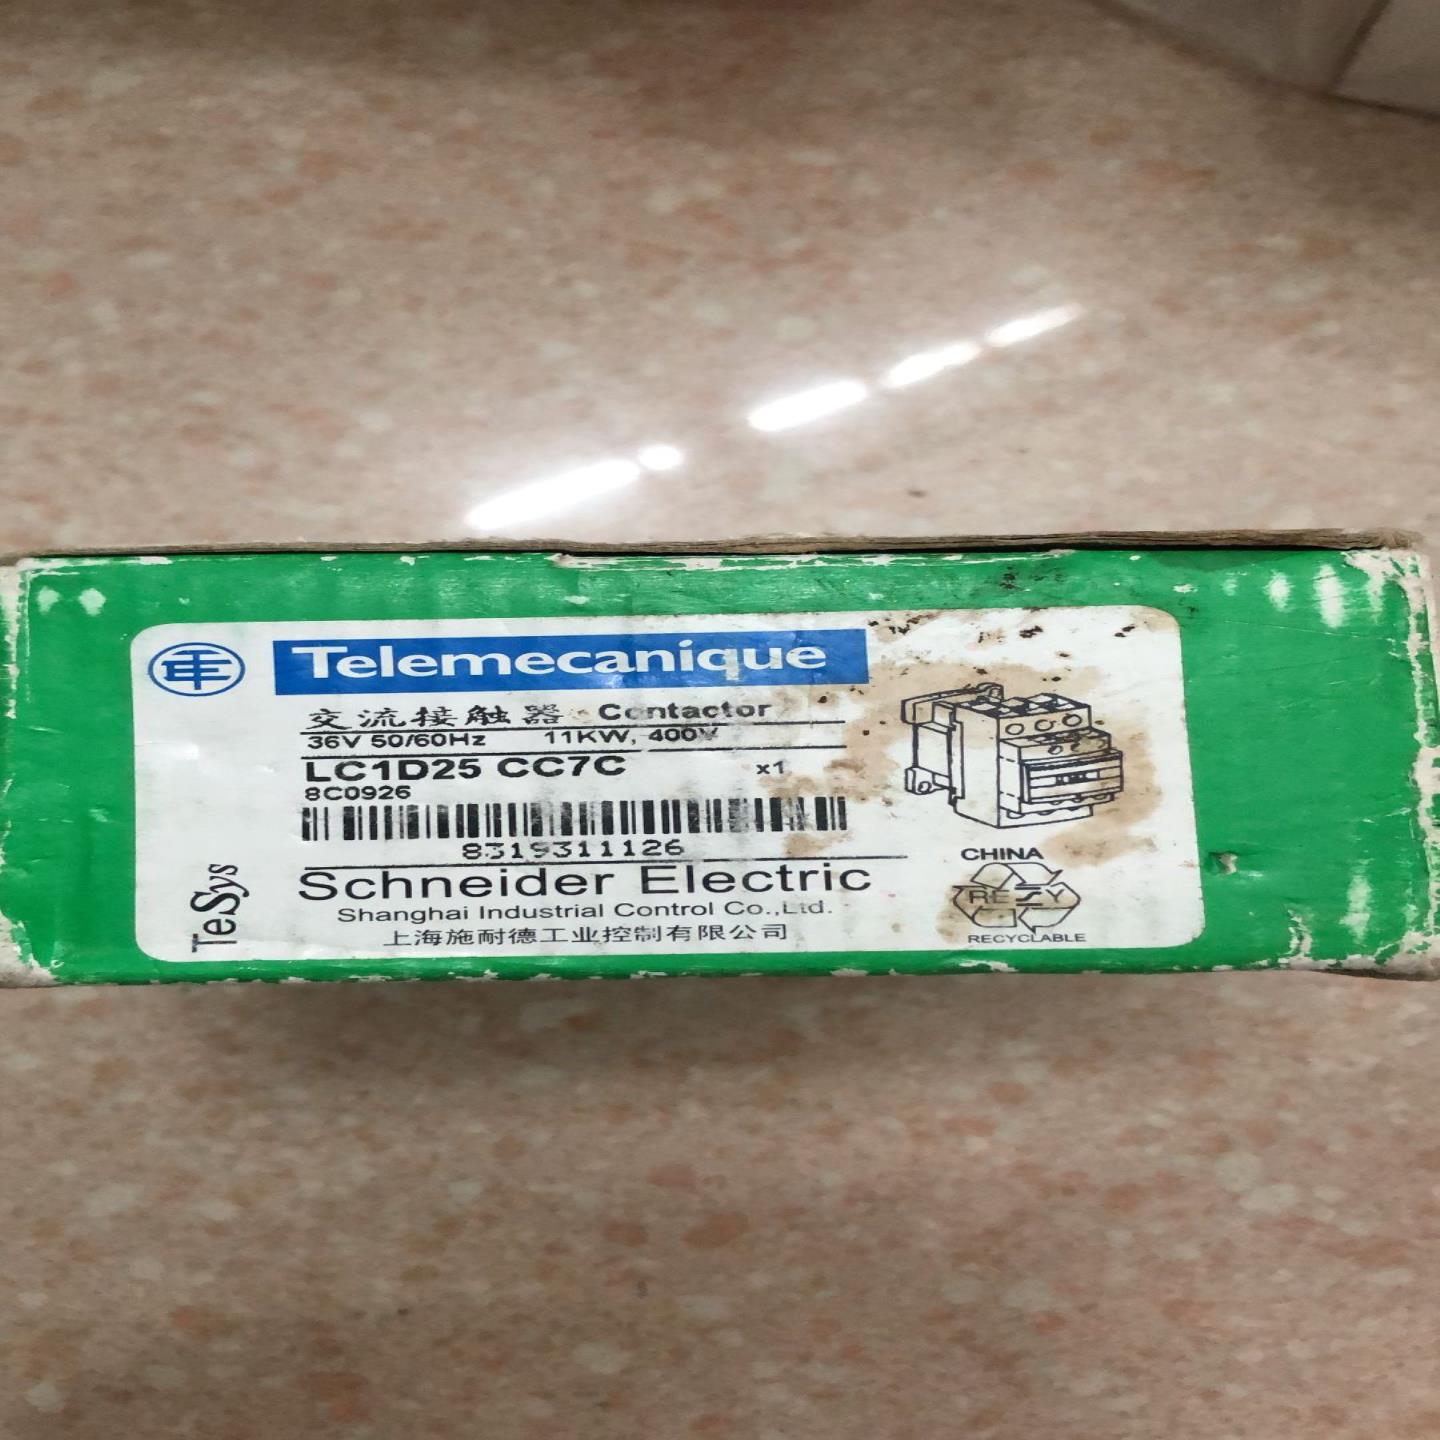 Telemecanique
交流接触器 Contactor
36V 50/60Hz 11KW, 400V
LC1D25 CC7C x1
8C0926
8319311126
Schneider Electric
Shanghai Industrial Control Co.,Ltd.
上海施耐德工业控制有限公司
TeSys
CHINA
RECYCLABLE